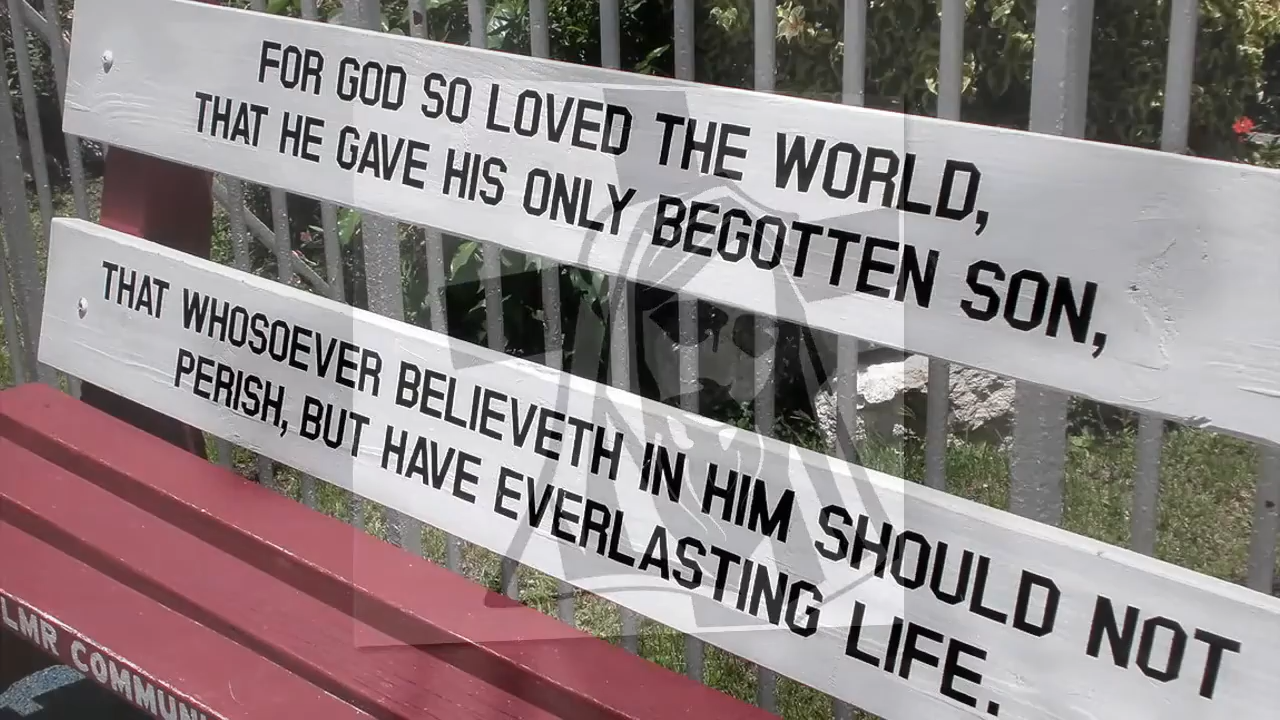 FOR GOD SO LOVED THE WORLD,
THAT HE GAVE HIS ONLY BEGOTTEN SON,
THAT WHOSOEVER BELIEVETH IN HIM SHOULD NOT
PERISH, BUT HAVE EVERLASTING LIFE.
LMR COMMUN